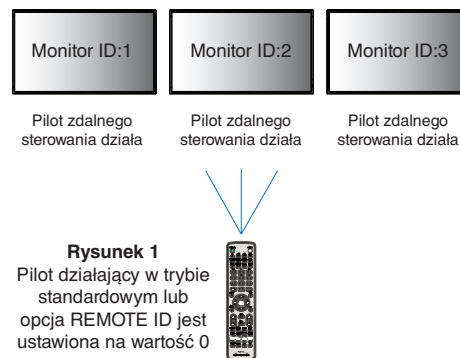 Monitor ID:1
Monitor ID:2
Monitor ID:3
Pilot zdalnego
sterowania działa
Pilot zdalnego
sterowania działa
Pilot zdalnego
sterowania działa
Rysunek 1
Pilot działający w trybie
standardowym lub
opcja REMOTE ID jest
ustawiona na wartość 0